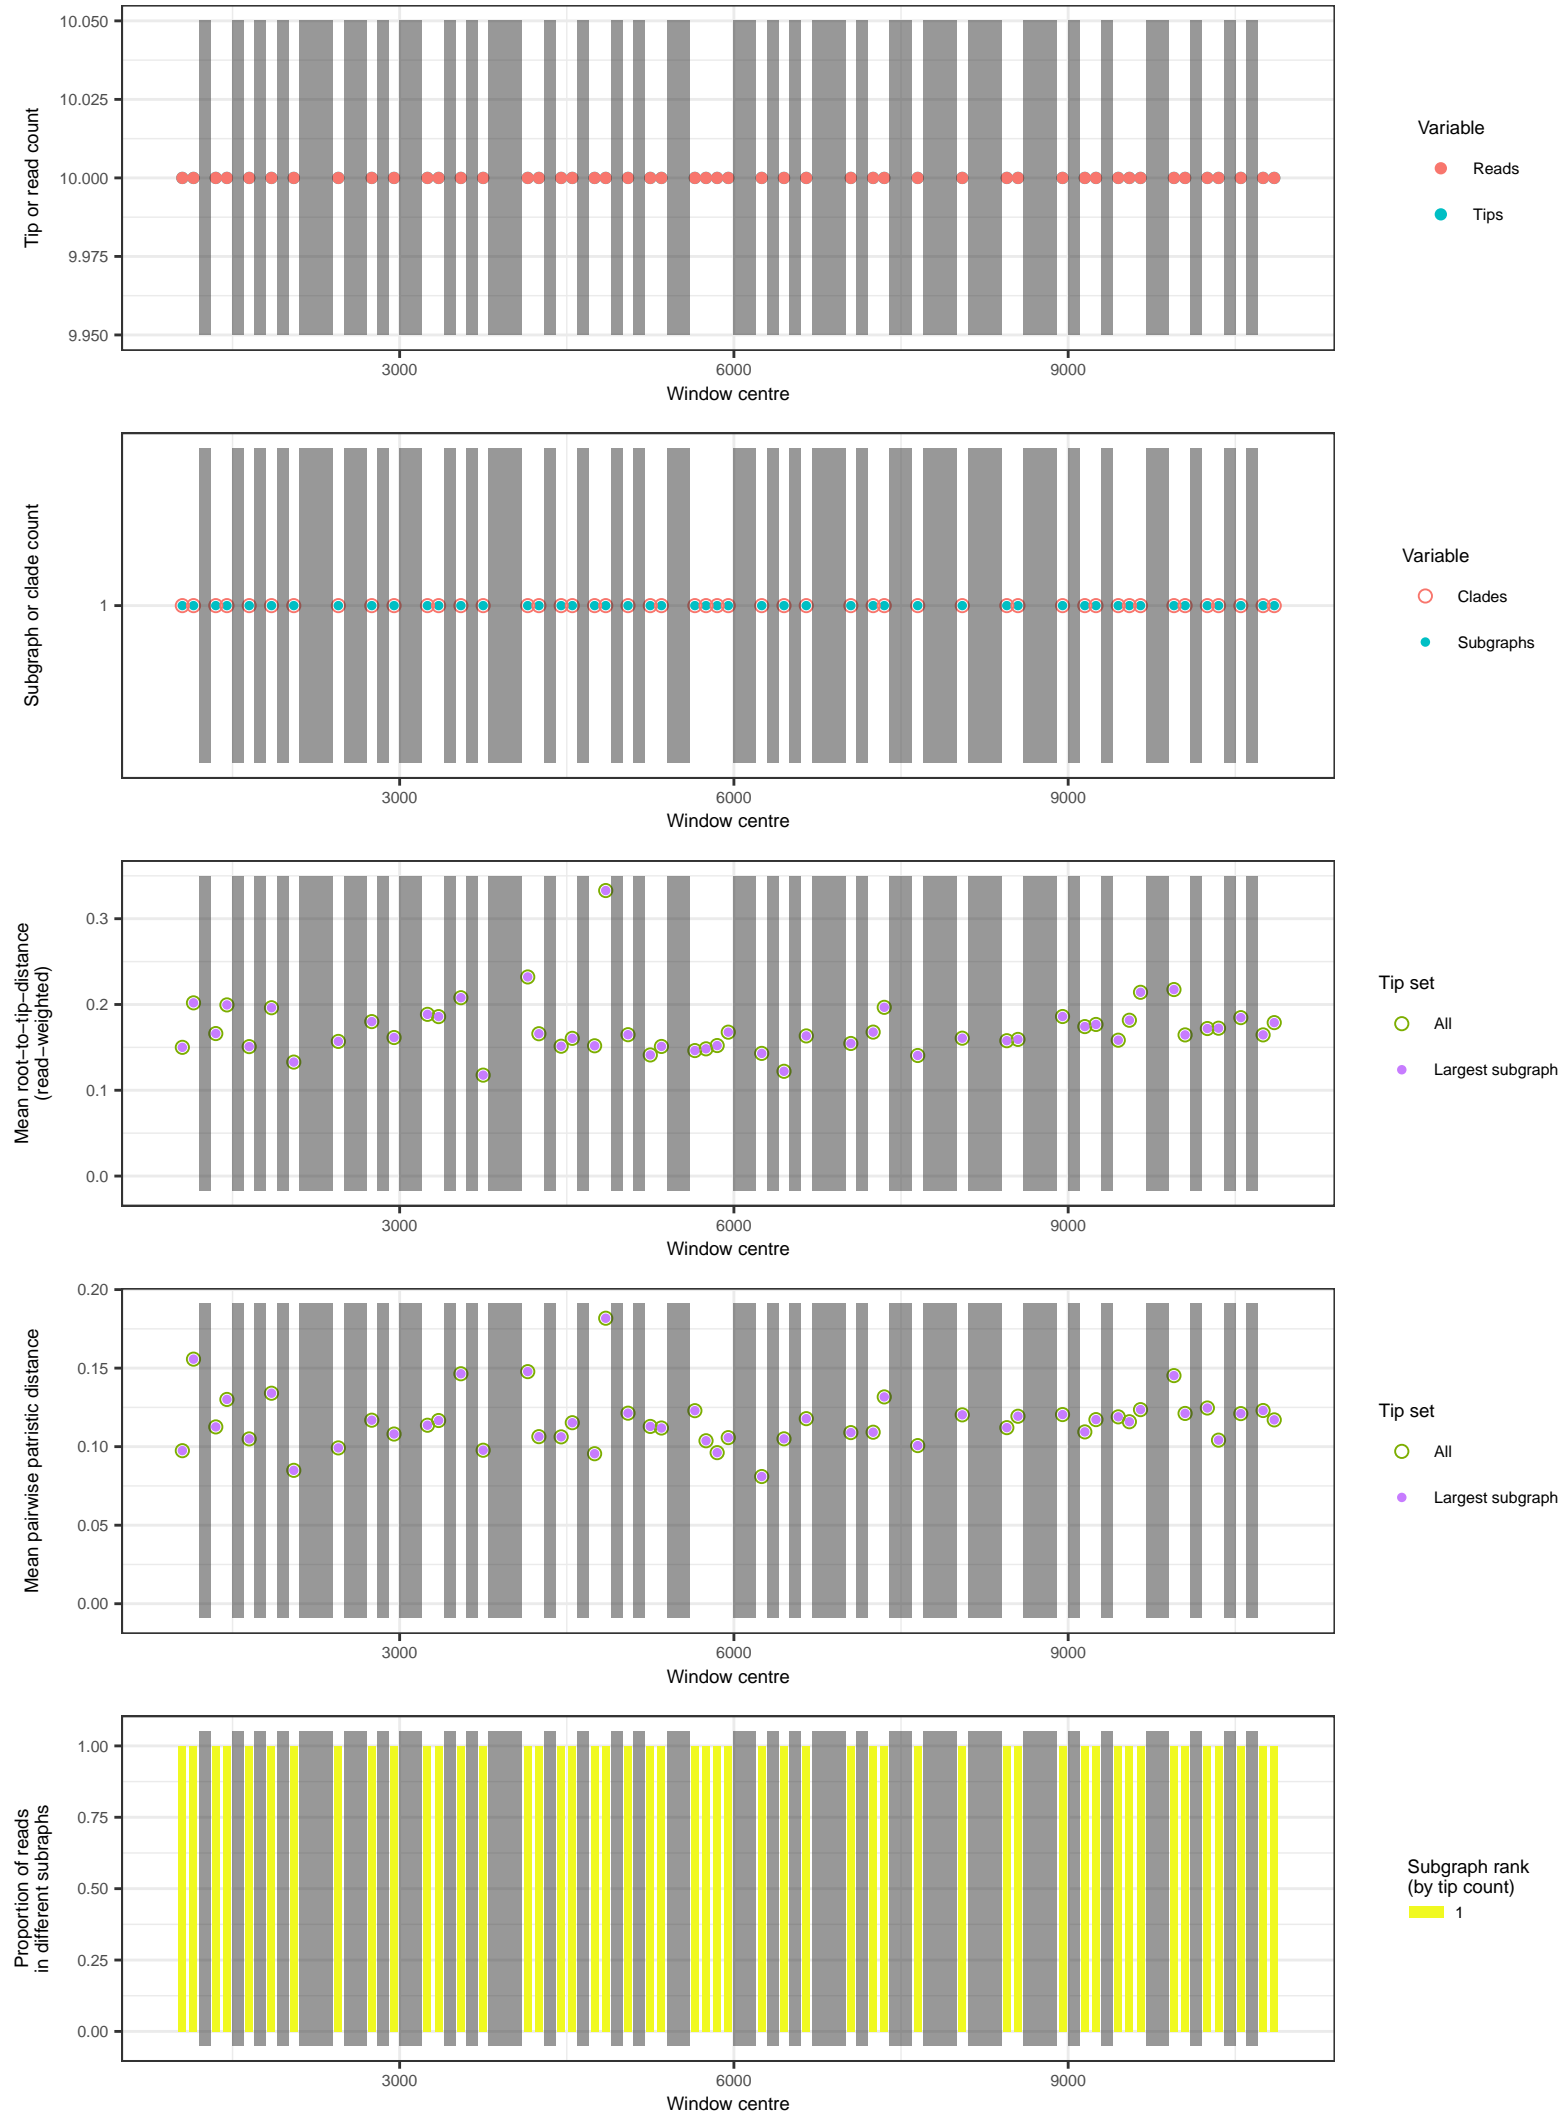 10.050
10.025
10.000
9.975
9.950
Tip or read count
3000 6000 9000
Window centre
Variable
Reads
Tips
1
Subgraph or clade count
3000 6000 9000
Window centre
Variable
Clades
Subgraphs
0.3
0.2
0.1
0.0
Mean root−to−tip−distance
(read−weighted)
3000 6000 9000
Window centre
Tip set
All
Largest subgraph
0.20
0.15
0.10
0.05
0.00
Mean pairwise patristic distance
3000 6000 9000
Window centre
Tip set
All
Largest subgraph
1.00
0.75
0.50
0.25
0.00
Proportion of reads
in different subraphs
3000 6000 9000
Window centre
Subgraph rank
(by tip count)
1